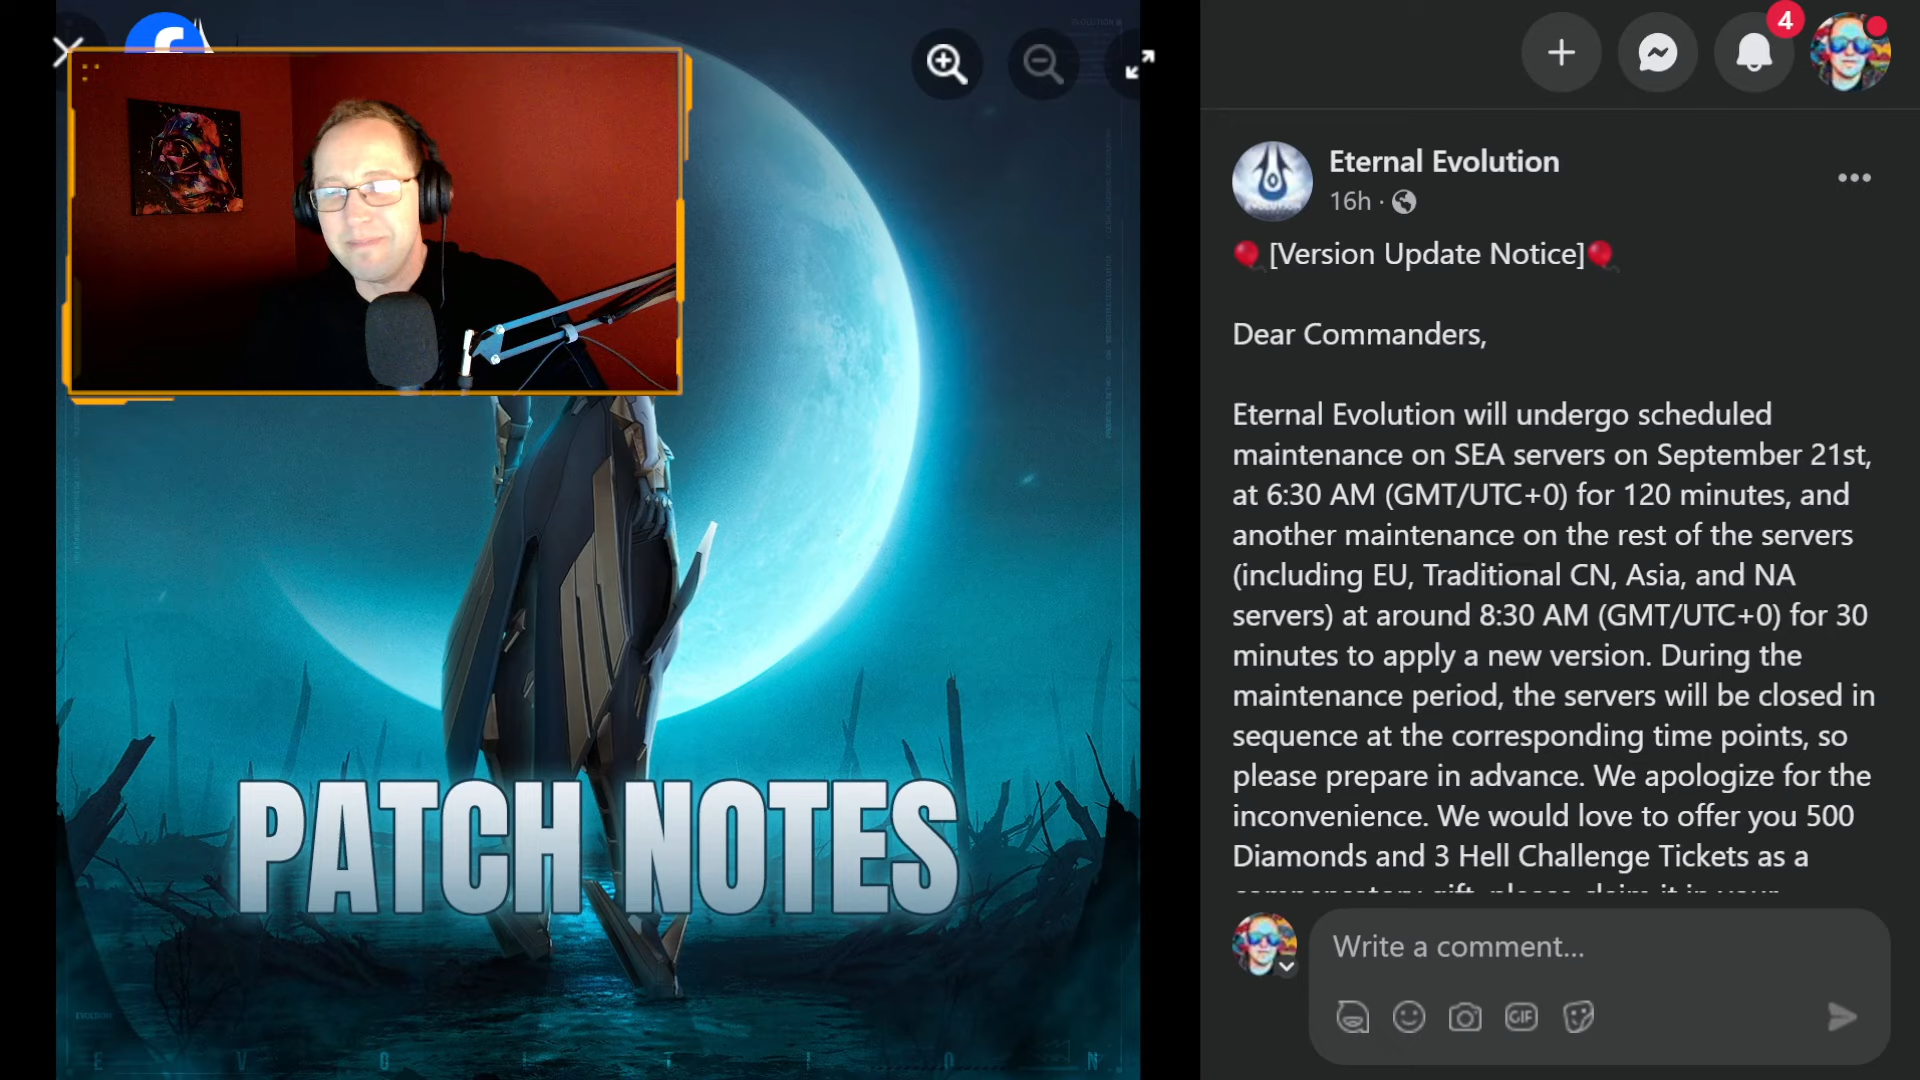 4
Eternal Evolution
16h ·
[Version Update Notice]
Dear Commanders,
Eternal Evolution will undergo scheduled
maintenance on SEA servers on September 21st,
at 6:30 AM (GMT/UTC+0) for 120 minutes, and
another maintenance on the rest of the servers
(including EU, Traditional CN, Asia, and NA
servers) at around 8:30 AM (GMT/UTC+0) for 30
minutes to apply a new version. During the
maintenance period, the servers will be closed in
sequence at the corresponding time points, so
please prepare in advance. We apologize for the
inconvenience. We would love to offer you 500
Diamonds and 3 Hell Challenge Tickets as a
PATCH NOTES
Write a comment...
GIF
EVOLUTION
E V O L U T I O N